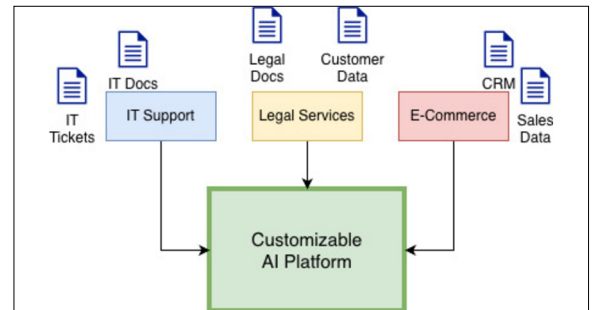 Legal
Docs
Customer
Data
IT Docs
CRM
IT
Tickets
IT Support
Legal Services
E-Commerce
Sales
Data
Customizable
AI Platform